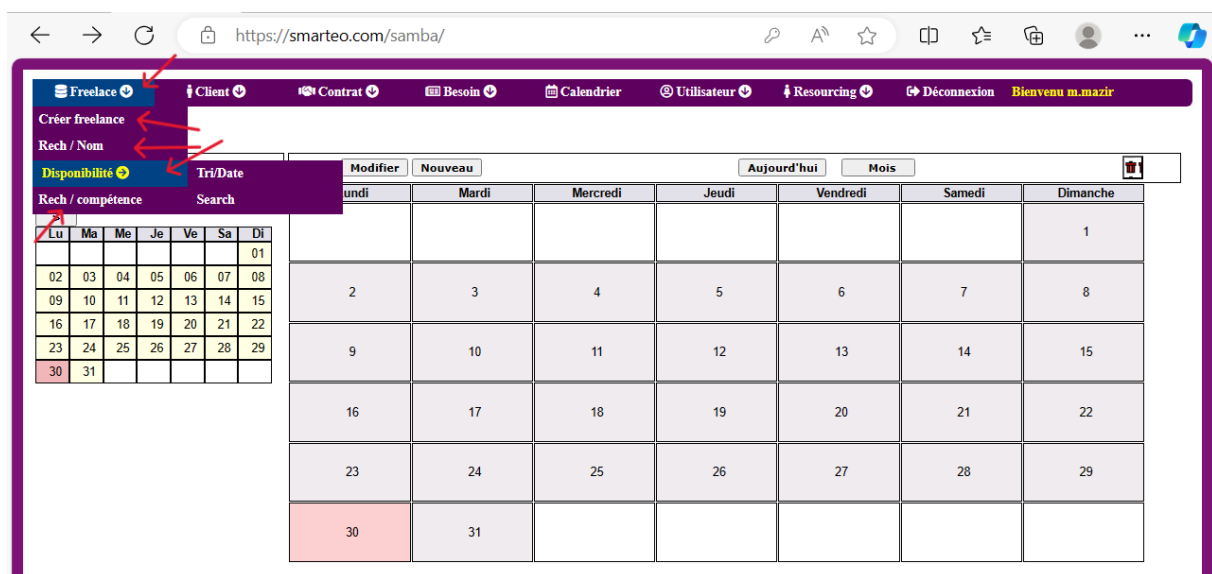 https://smarteo.com/samba/
Freelace Client Contrat Besoin Calendrier Utilisateur Resourcing Déconnexion Bienvenu m.mazir
Créer freelance
Rech / Nom
Disponibilité Tri/Date Modifier Nouveau Aujourd'hui Mois
Rech / compétence Search undi Mardi Mercredi Jeudi Vendredi Samedi Dimanche
Lu Ma Me Je Ve Sa Di
01
02 03 04 05 06 07 08
09 10 11 12 13 14 15
16 17 18 19 20 21 22
23 24 25 26 27 28 29
30 31
1
2 3 4 5 6 7 8
9 10 11 12 13 14 15
16 17 18 19 20 21 22
23 24 25 26 27 28 29
30 31